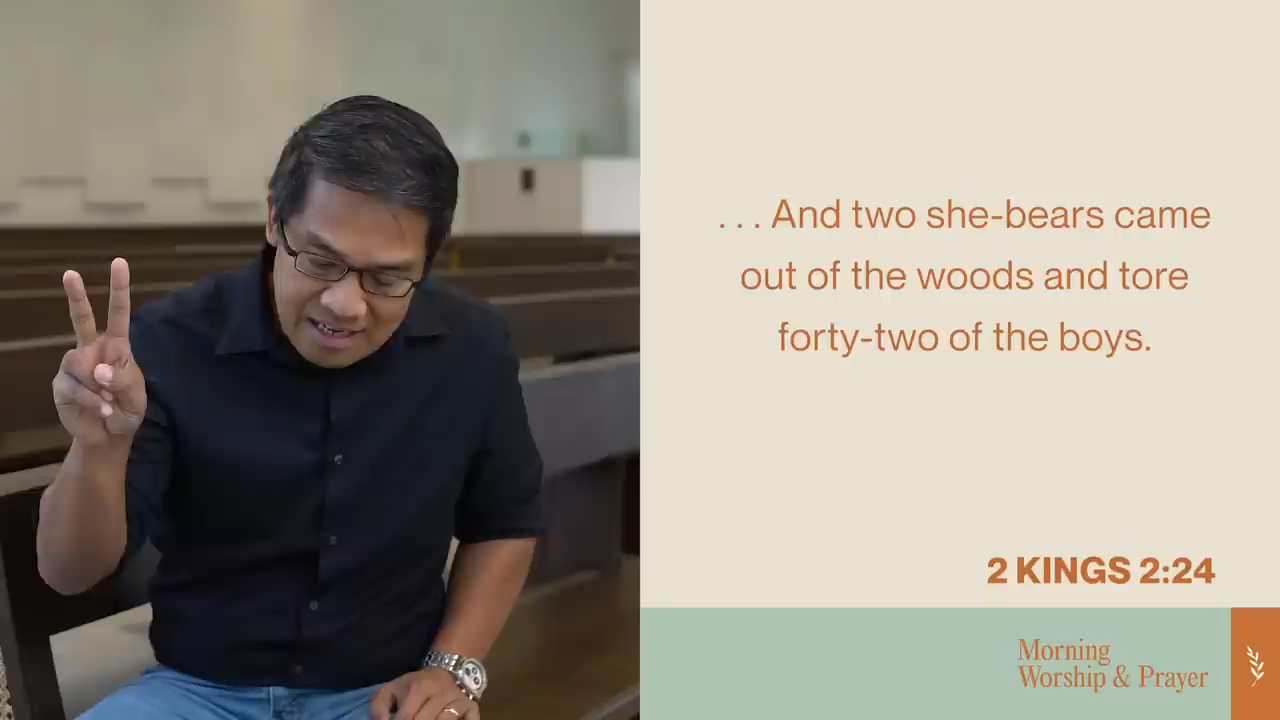 . . . And two she-bears came
out of the woods and tore
forty-two of the boys.
2 KINGS 2:24
Morning
Worship & Prayer